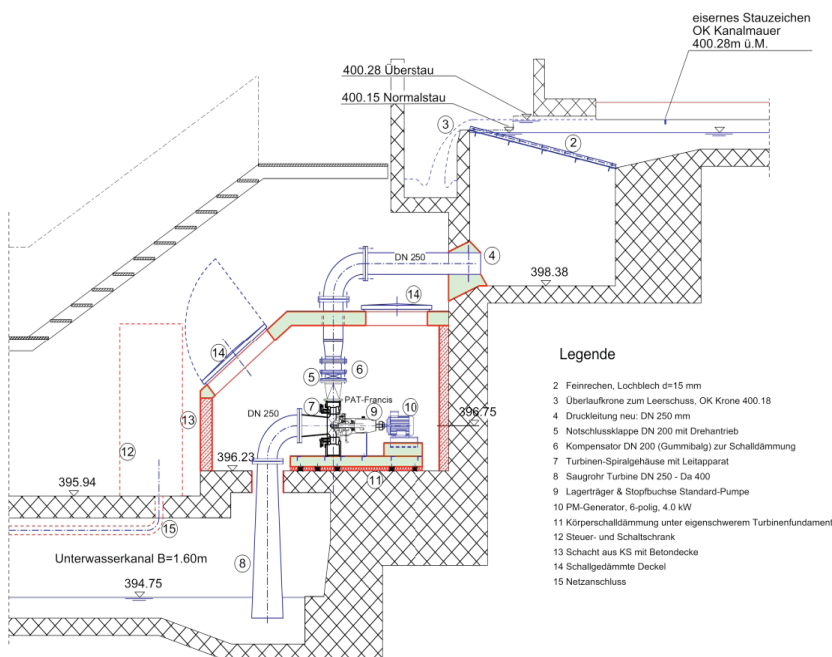 eisernes Stauzeichen
OK Kanalmauer
400.28m ü.M.
400.28 Überstau
400.15 Normalstau
3
2
DN 250
4
398.38
14
14
5
6
7
PAT-Francis
9
10
DN 250
13
396.75
12
396.23
11
395.94
15
Unterwasserkanal B=1.60m
8
394.75
Legende
2 Feinrechen, Lochblech d=15 mm
3 Überlaufkrone zum Leerschuss, OK Krone 400.18
4 Druckleitung neu: DN 250 mm
5 Notschlussklappe DN 200 mit Drehantrieb
6 Kompensator DN 200 (Gummibalg) zur Schalldämmung
7 Turbinen-Spiralgehäuse mit Leitapparat
8 Saugrohr Turbine DN 250 - Da 400
9 Lagerträger & Stopfbuchse Standard-Pumpe
10 PM-Generator, 6-polig, 4.0 kW
11 Körperschalldämmung unter eigenschwerem Turbinenfundament
12 Steuer- und Schaltschrank
13 Schacht aus KS mit Betondecke
14 Schallgedämmte Deckel
15 Netzanschluss